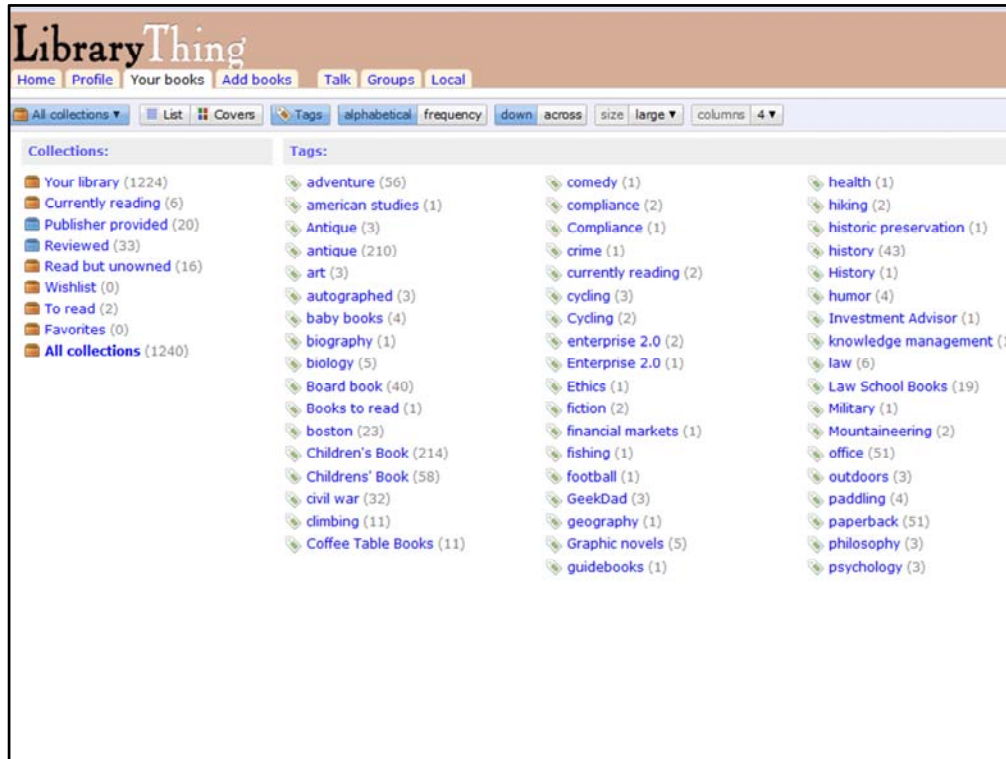 LibraryThing
Home Profile Your books Add books Talk Groups Local
All collections ▼ List Covers Tags alphabetical frequency down across size large ▼ columns 4 ▼
Collections:
Your library (1224)
Currently reading (6)
Publisher provided (20)
Reviewed (33)
Read but unowned (16)
Wishlist (0)
To read (2)
Favorites (0)
All collections (1240)
Tags:
adventure (56)
american studies (1)
Antique (3)
antique (210)
art (3)
autographed (3)
baby books (4)
biography (1)
biology (5)
Board book (40)
Books to read (1)
boston (23)
Children's Book (214)
Childrens' Book (58)
civil war (32)
climbing (11)
Coffee Table Books (11)
comedy (1)
compliance (2)
Compliance (1)
crime (1)
currently reading (2)
cycling (3)
Cycling (2)
enterprise 2.0 (2)
Enterprise 2.0 (1)
Ethics (1)
fiction (2)
financial markets (1)
fishing (1)
football (1)
GeekDad (3)
geography (1)
Graphic novels (5)
guidebooks (1)
health (1)
hiking (2)
historic preservation (1)
history (43)
History (1)
humor (4)
Investment Advisor (1)
knowledge management
law (6)
Law School Books (19)
Military (1)
Mountaineering (2)
office (51)
outdoors (3)
paddling (4)
paperback (51)
philosophy (3)
psychology (3)